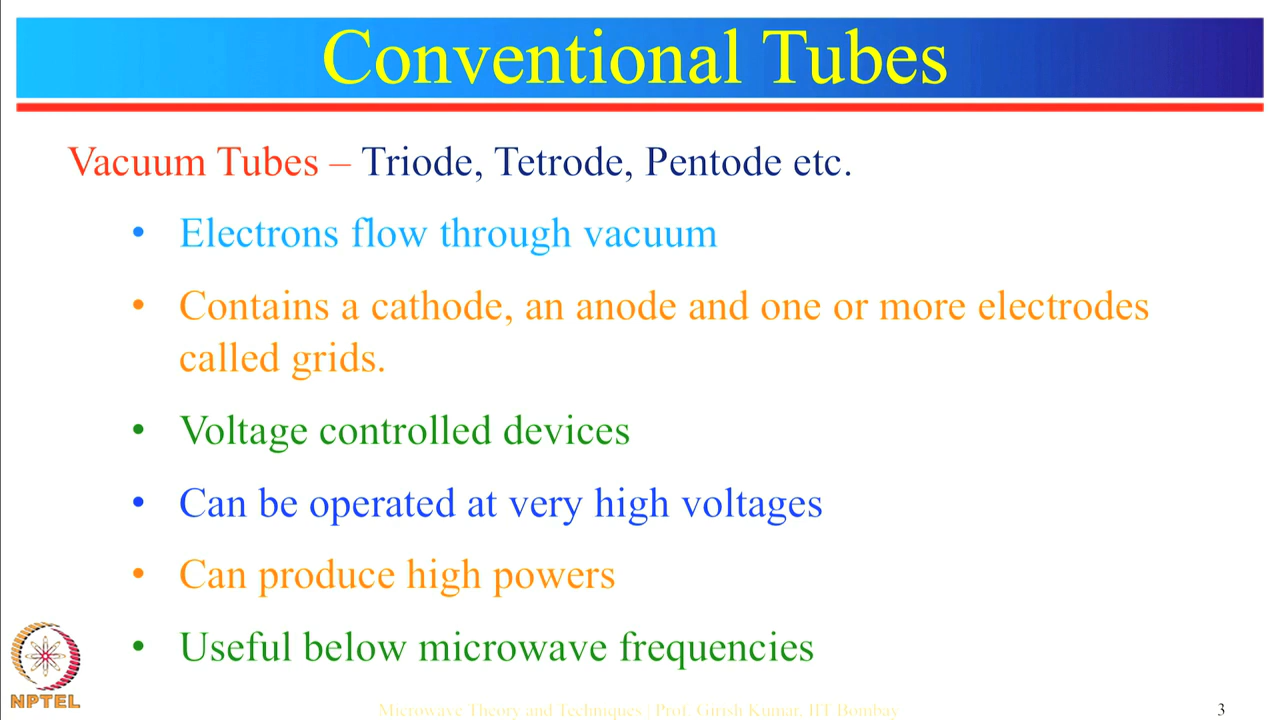 Conventional Tubes
Vacuum Tubes – Triode, Tetrode, Pentode etc.
• Electrons flow through vacuum
• Contains a cathode, an anode and one or more electrodes
called grids.
• Voltage controlled devices
• Can be operated at very high voltages
• Can produce high powers
• Useful below microwave frequencies
NPTEL
Microwave Theory and Techniques | Prof. Girish Kumar, IIT Bombay
3